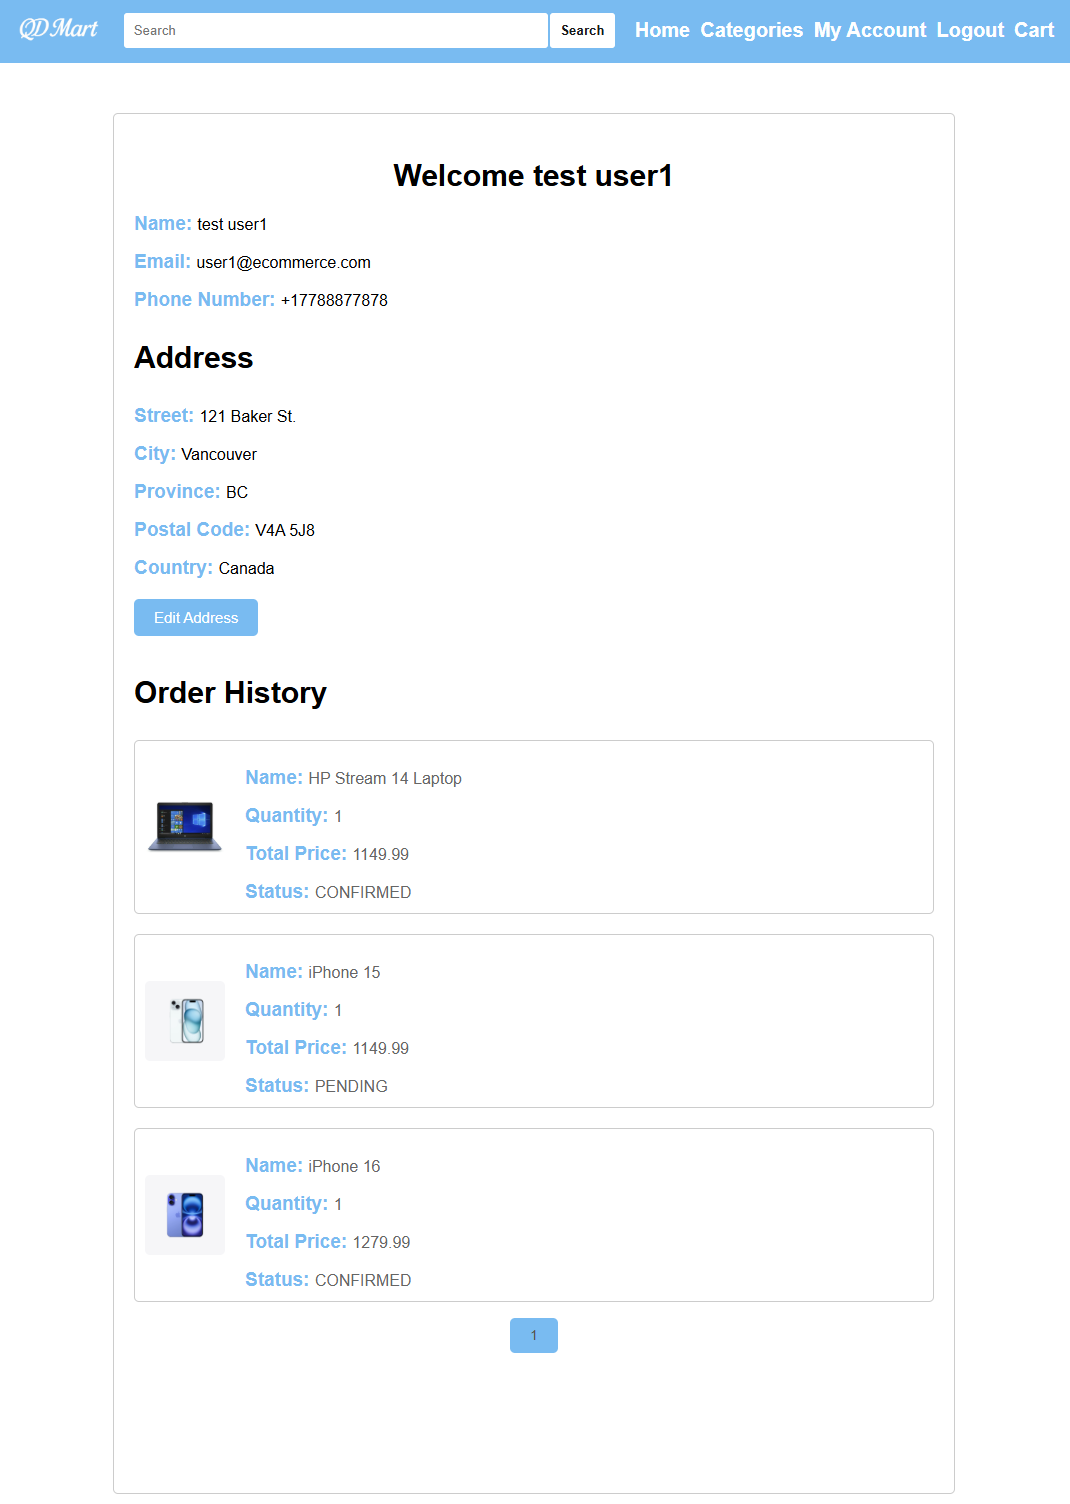 QD Mart
Search
Search
Home Categories My Account Logout Cart
Welcome test user1
Name: test user1
Email: user1@ecommerce.com
Phone Number: +17788877878
Address
Street: 121 Baker St.
City: Vancouver
Province: BC
Postal Code: V4A 5J8
Country: Canada
Edit Address
Order History
Name: HP Stream 14 Laptop
Quantity: 1
Total Price: 1149.99
Status: CONFIRMED
Name: iPhone 15
Quantity: 1
Total Price: 1149.99
Status: PENDING
Name: iPhone 16
Quantity: 1
Total Price: 1279.99
Status: CONFIRMED
1